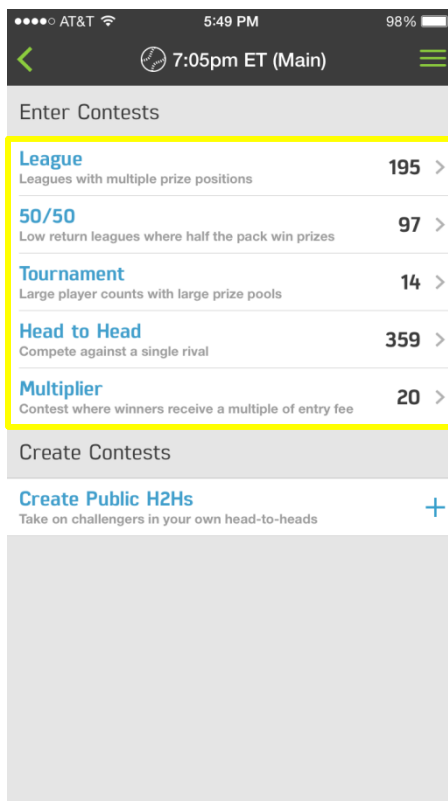 AT&T 5:49 PM 98%
7:05pm ET (Main)
Enter Contests
League 195
Leagues with multiple prize positions
50/50 97
Low return leagues where half the pack win prizes
Tournament 14
Large player counts with large prize pools
Head to Head 359
Compete against a single rival
Multiplier 20
Contest where winners receive a multiple of entry fee
Create Contests
Create Public H2Hs
Take on challengers in your own head-to-heads